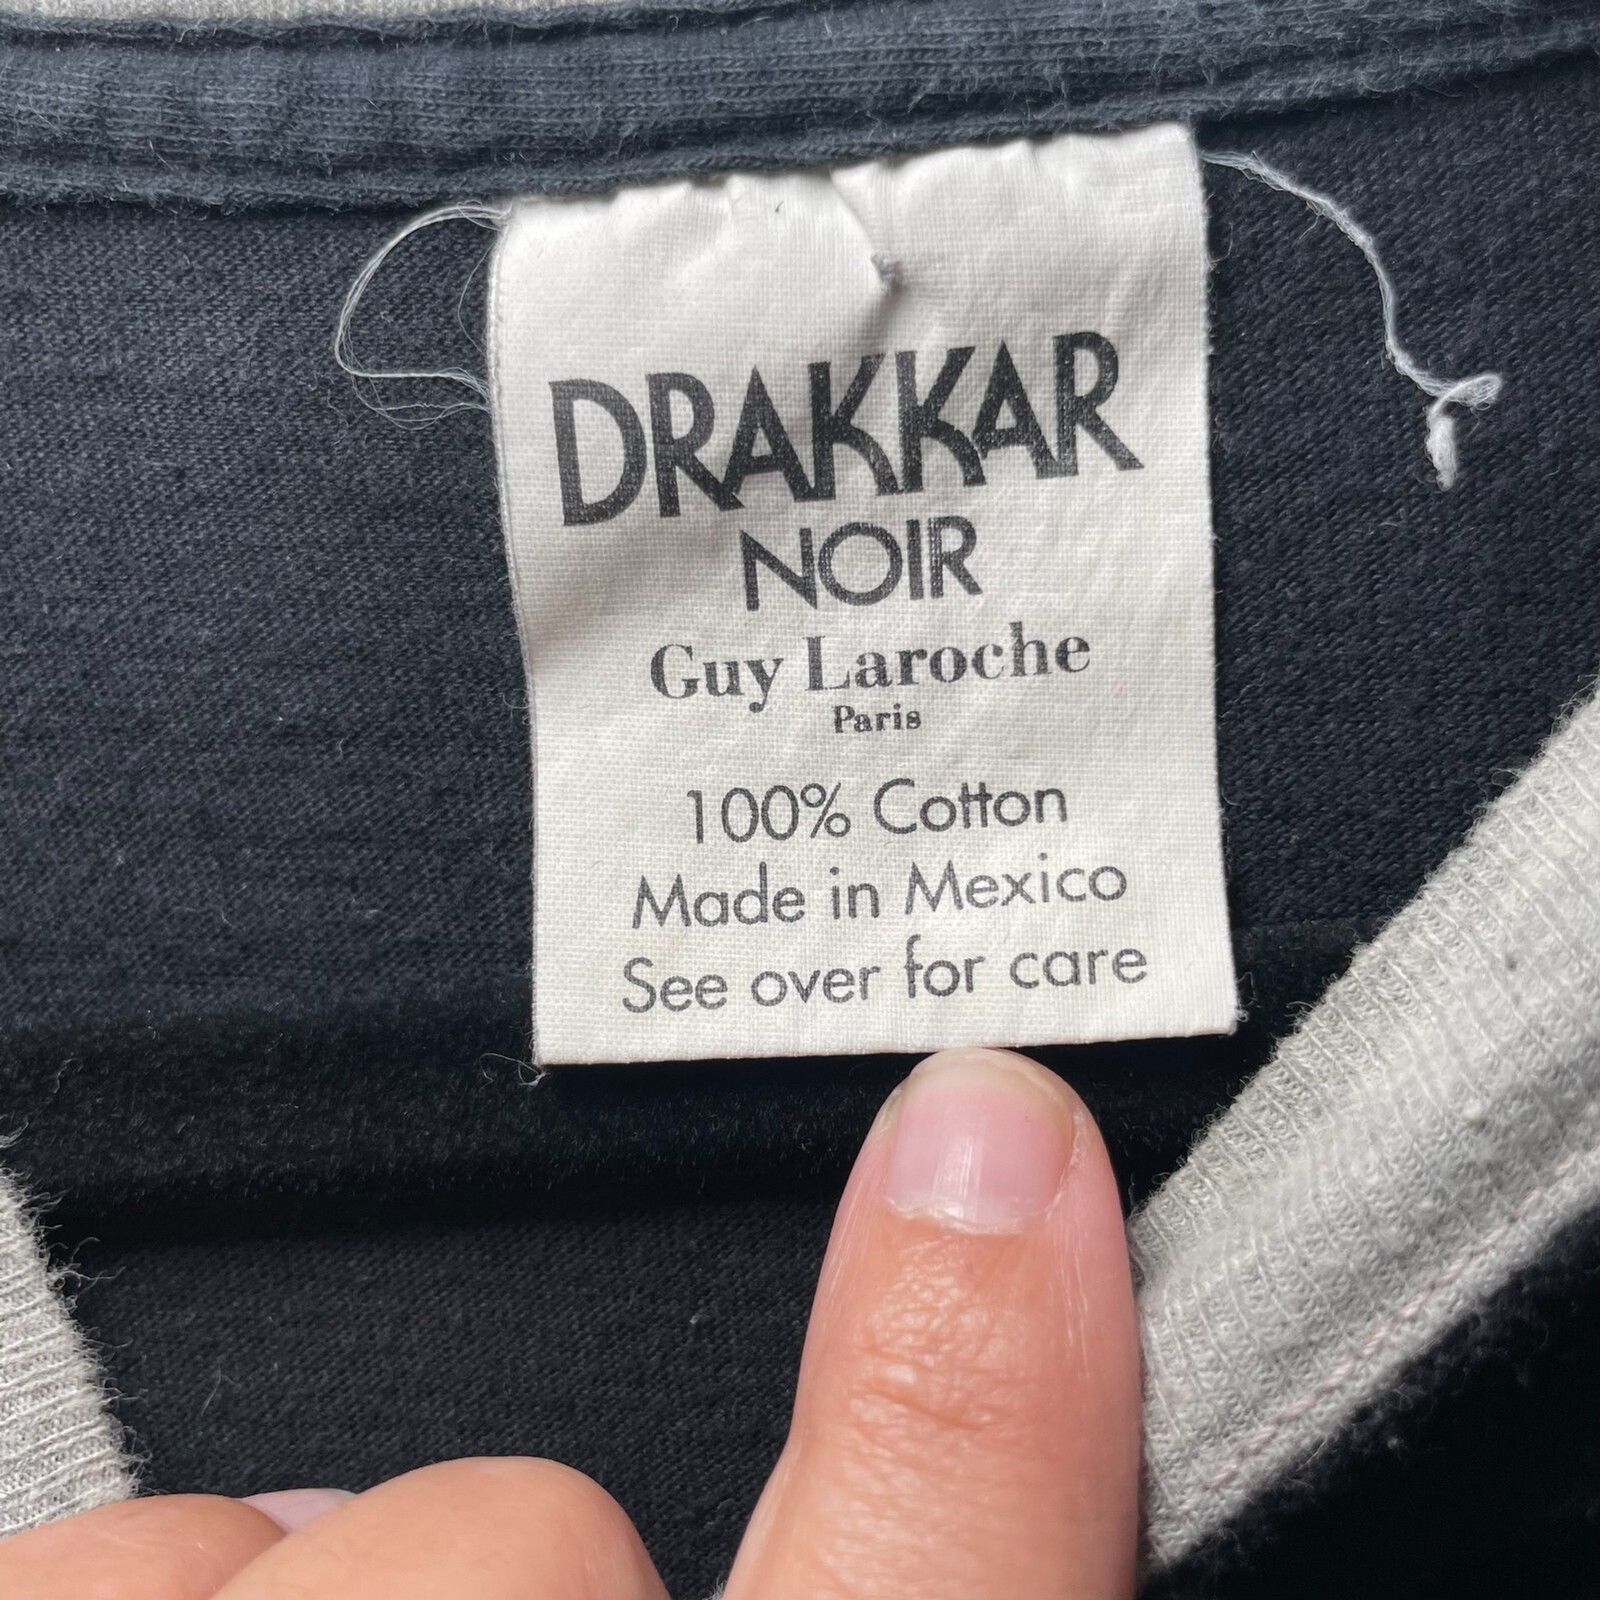 DRAKKAR
NOIR
Guy Laroche
Paris
100% Cotton
Made in Mexico
See over for care